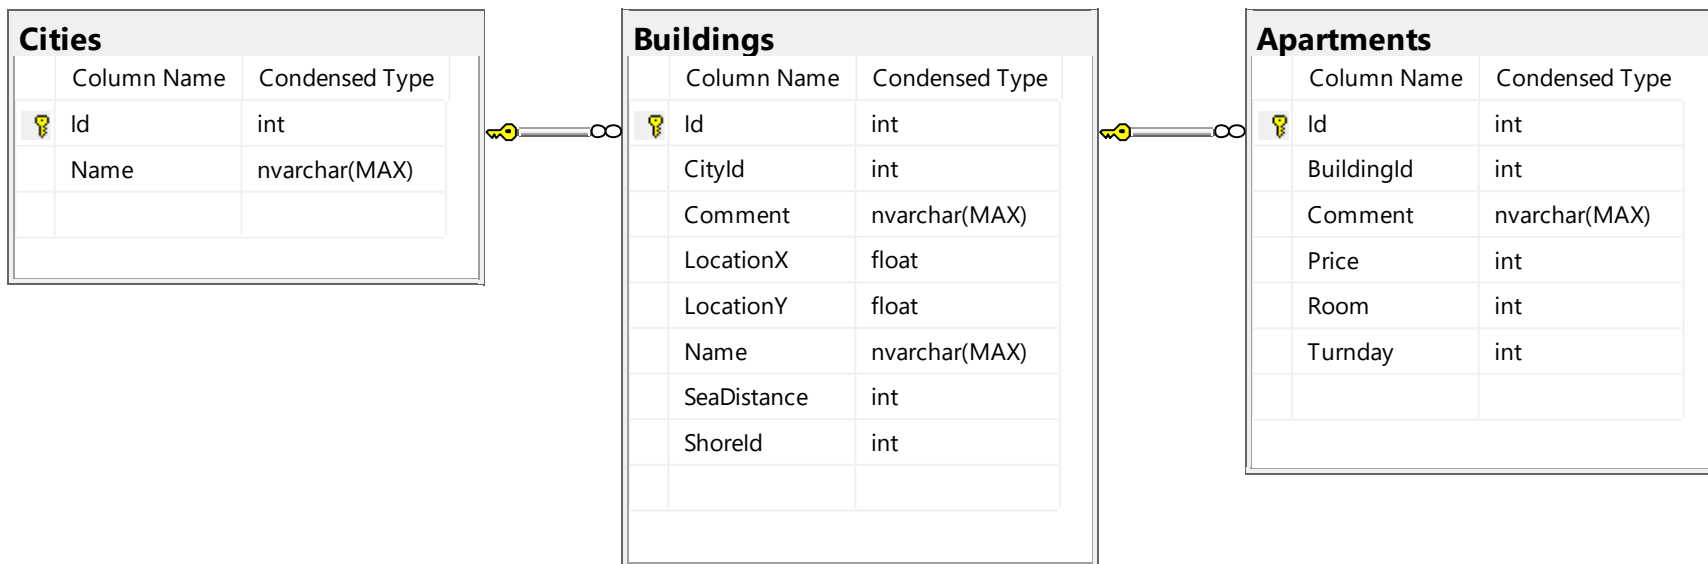 Cities
Column Name Condensed Type
Id int
Name nvarchar(MAX)
Buildings
Column Name Condensed Type
Id int
CityId int
Comment nvarchar(MAX)
LocationX float
LocationY float
Name nvarchar(MAX)
SeaDistance int
ShoreId int
Apartments
Column Name Condensed Type
Id int
BuildingId int
Comment nvarchar(MAX)
Price int
Room int
Turnday int